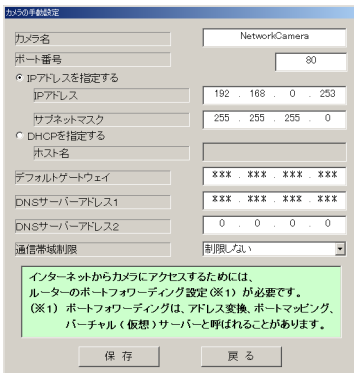 カメラの手動設定
カメラ名 NetworkCamera
ポート番号 80
IPアドレスを指定する
IPアドレス 192 . 168 . 0 . 253
サブネットマスク 255 . 255 . 255 . 0
DHCPを指定する
ホスト名
デフォルトゲートウェイ *** . *** . *** . ***
DNSサーバーアドレス1 *** . *** . *** . ***
DNSサーバーアドレス2 0 . 0 . 0 . 0
通信帯域制限 制限しない
インターネットからカメラにアクセスするためには、
ルーターのポートフォワーディング設定(※1) が必要です。
(※1) ポートフォワーディングは、アドレス変換、ポートマッピング、
バーチャル(仮想)サーバーと呼ばれることがあります。
保存 戻る